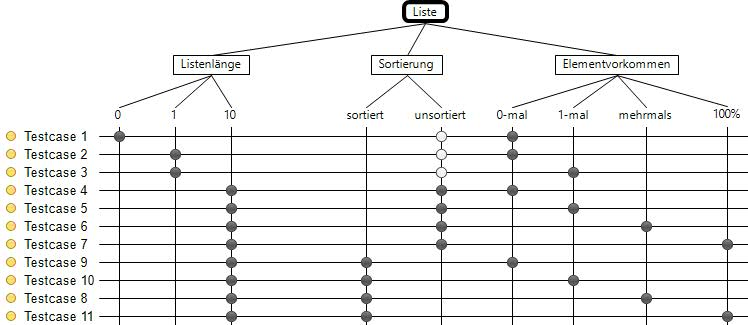 Liste
Listenlänge Sortierung Elementvorkommen
0 1 10 sortiert unsortiert 0-mal 1-mal mehrmals 100%
Testcase 1
Testcase 2
Testcase 3
Testcase 4
Testcase 5
Testcase 6
Testcase 7
Testcase 9
Testcase 10
Testcase 8
Testcase 11